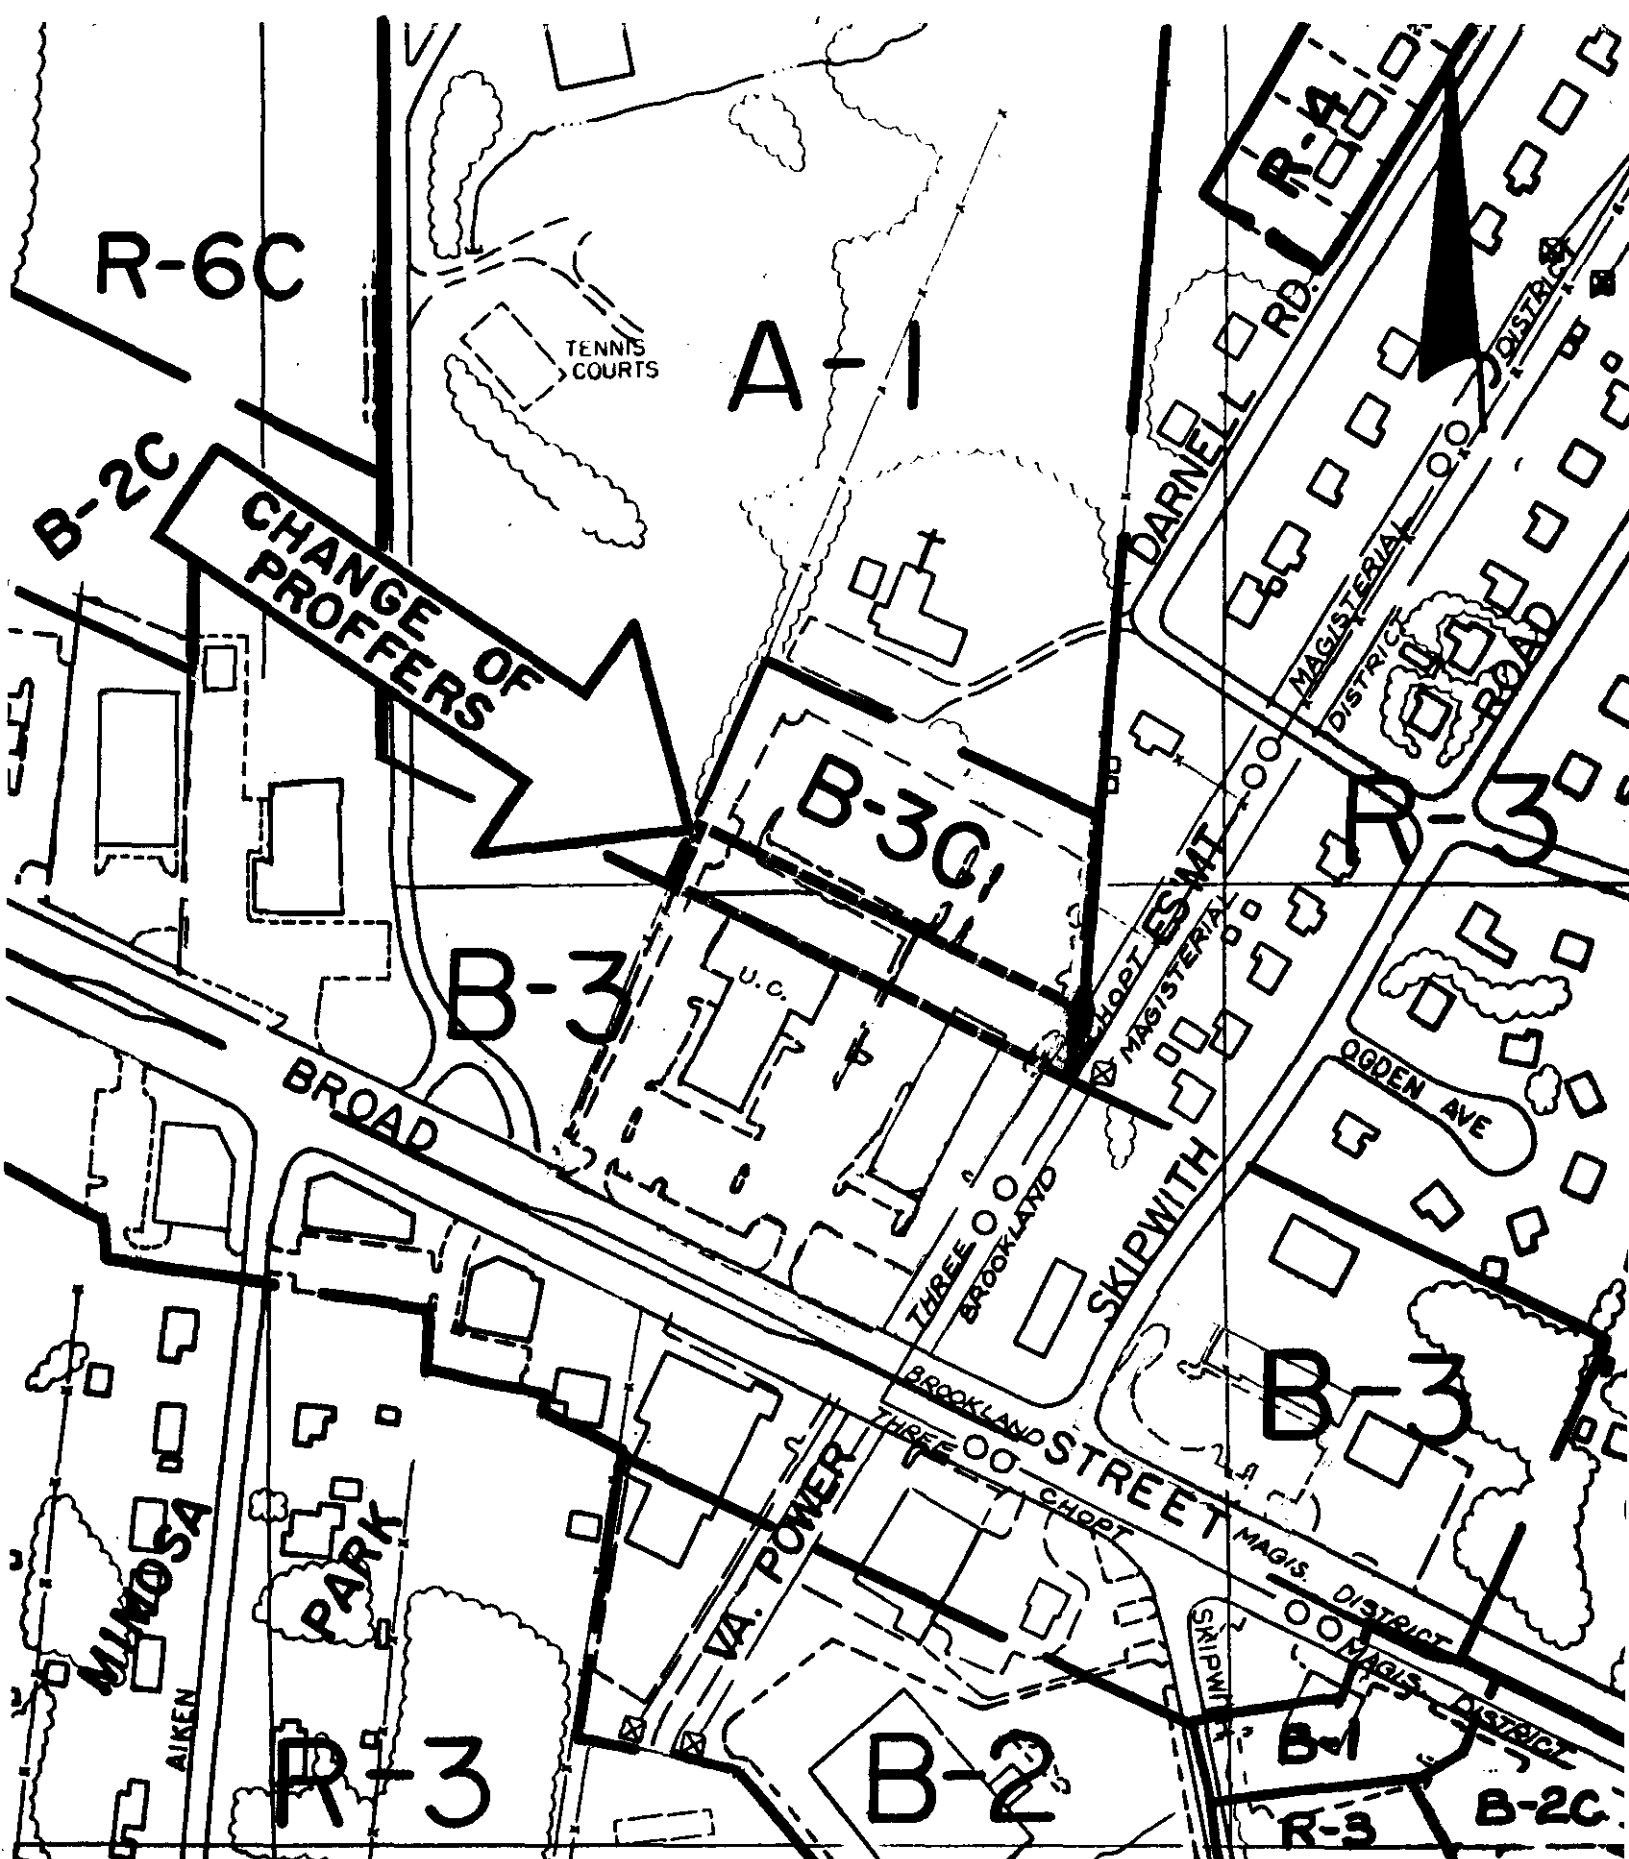 R-4
R-6C
A-1
TENNIS
COURTS
RD.
DISTRICT
B-2C
CHANGE OF
PROFFERS
DARNELL
MAGISTERIAL
DISTRICT
ROAD
B-3C
R-3
ESMT
CHOPT
MAGISTERIAL
B-3
U.C.
OGDEN AVE
BROAD
SKIPWITH
THREE
BROOKLAND
B-3
BROOKLAND
THREE
CHOPT
STREET
MAGIS. DISTRICT
MAGIS. DISTRICT
VA. POWER
MIMOSA
PARK
AIKEN
SKIPWI
R-3
B-2
B-1
R-3
B-2C